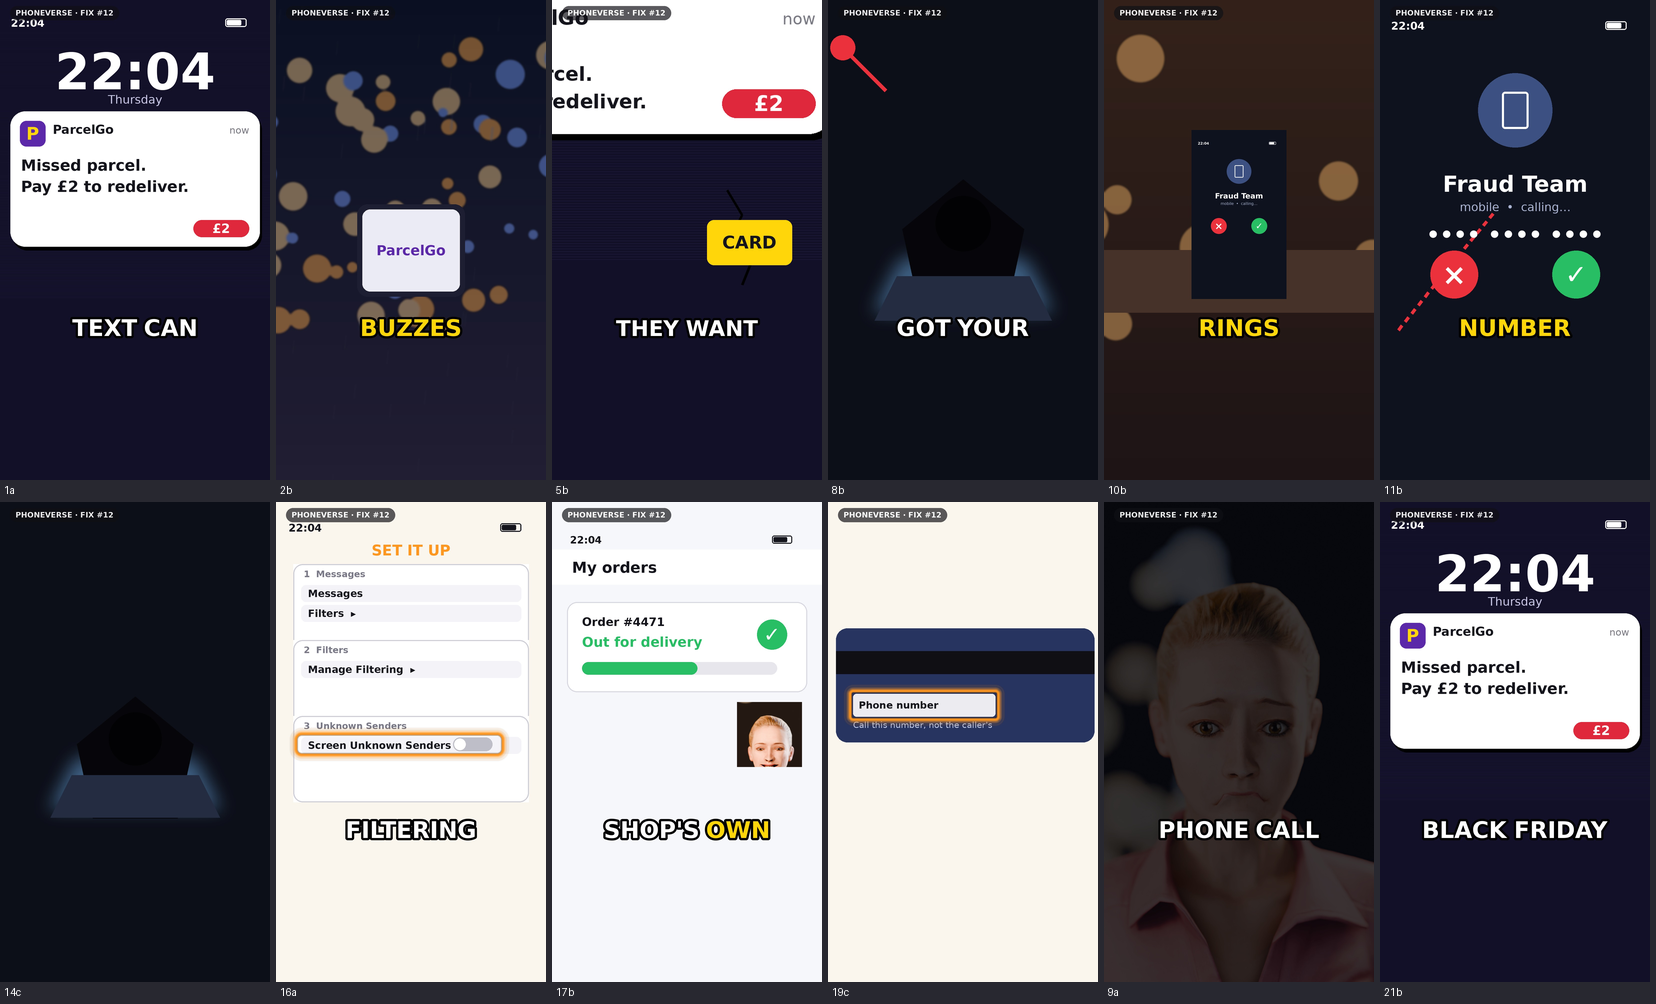 PHONEVERSE · FIX #12
22:04
22:04
Thursday
P
ParcelGo
now
Missed parcel.
Pay £2 to redeliver.
£2
TEXT CAN
1a
PHONEVERSE · FIX #12
ParcelGo
BUZZES
2b
PHONEVERSE · FIX #12
lGo
now
rcel.
redeliver.
£2
CARD
THEY WANT
5b
PHONEVERSE · FIX #12
GOT YOUR
8b
PHONEVERSE · FIX #12
22:04
Fraud Team
mobile • calling...
RINGS
10b
PHONEVERSE · FIX #12
22:04
Fraud Team
mobile • calling...
NUMBER
11b
PHONEVERSE · FIX #12
14c
PHONEVERSE · FIX #12
22:04
SET IT UP
1 Messages
Messages
Filters ▸
2 Filters
Manage Filtering ▸
3 Unknown Senders
Screen Unknown Senders
FILTERING
16a
PHONEVERSE · FIX #12
22:04
My orders
Order #4471
Out for delivery
SHOP'S OWN
17b
PHONEVERSE · FIX #12
Phone number
Call this number, not the caller's
19c
PHONEVERSE · FIX #12
PHONE CALL
9a
PHONEVERSE · FIX #12
22:04
22:04
Thursday
P
ParcelGo
now
Missed parcel.
Pay £2 to redeliver.
£2
BLACK FRIDAY
21b